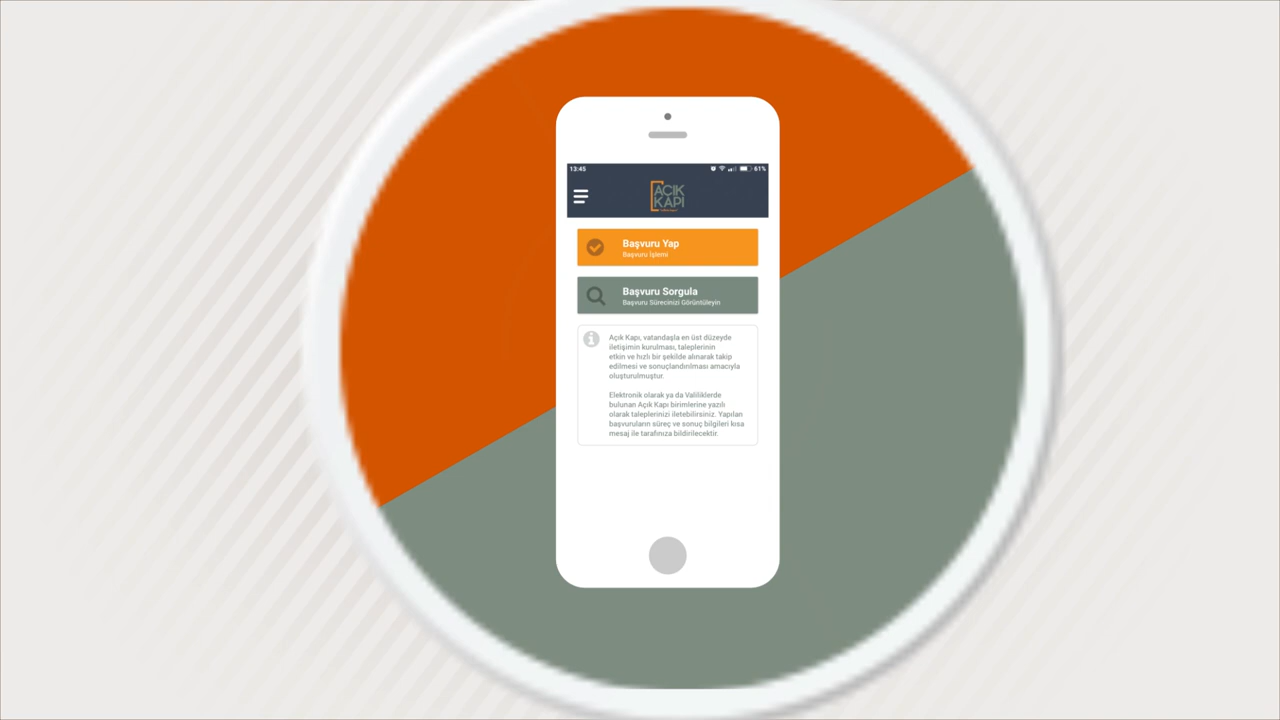 13:45
61%
AÇIK
KAPI
Başvuru Yap
Başvuru İşlemi
Başvuru Sorgula
Başvuru Sürecinizi Görüntüleyin
Açık Kapı, vatandaşla en üst düzeyde
iletişimin kurulması, taleplerinin
etkin ve hızlı bir şekilde alınarak takip
edilmesi ve sonuçlandırılması amacıyla
oluşturulmuştur.
Elektronik olarak ya da Valiliklerde
bulunan Açık Kapı birimlerine yazılı
olarak taleplerinizi iletebilirsiniz. Yapılan
başvuruların süreç ve sonuç bilgileri kısa
mesaj ile tarafınıza bildirilecektir.